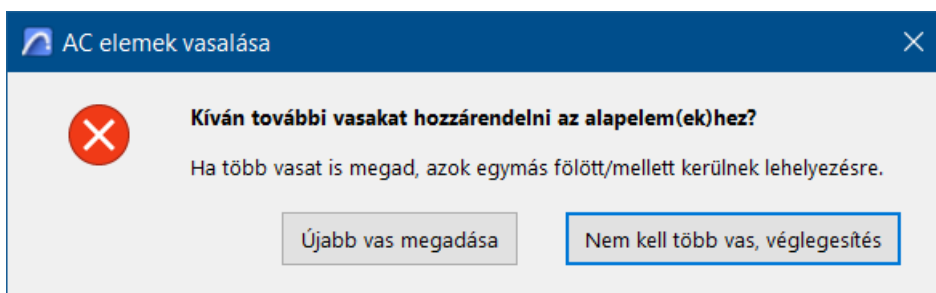 AC elemek vasalása
Kíván további vasakat hozzárendelni az alapelem(ek)hez?
Ha több vasat is megad, azok egymás fölött/mellett kerülnek lehelyezésre.
Újabb vas megadása
Nem kell több vas, véglegesítés